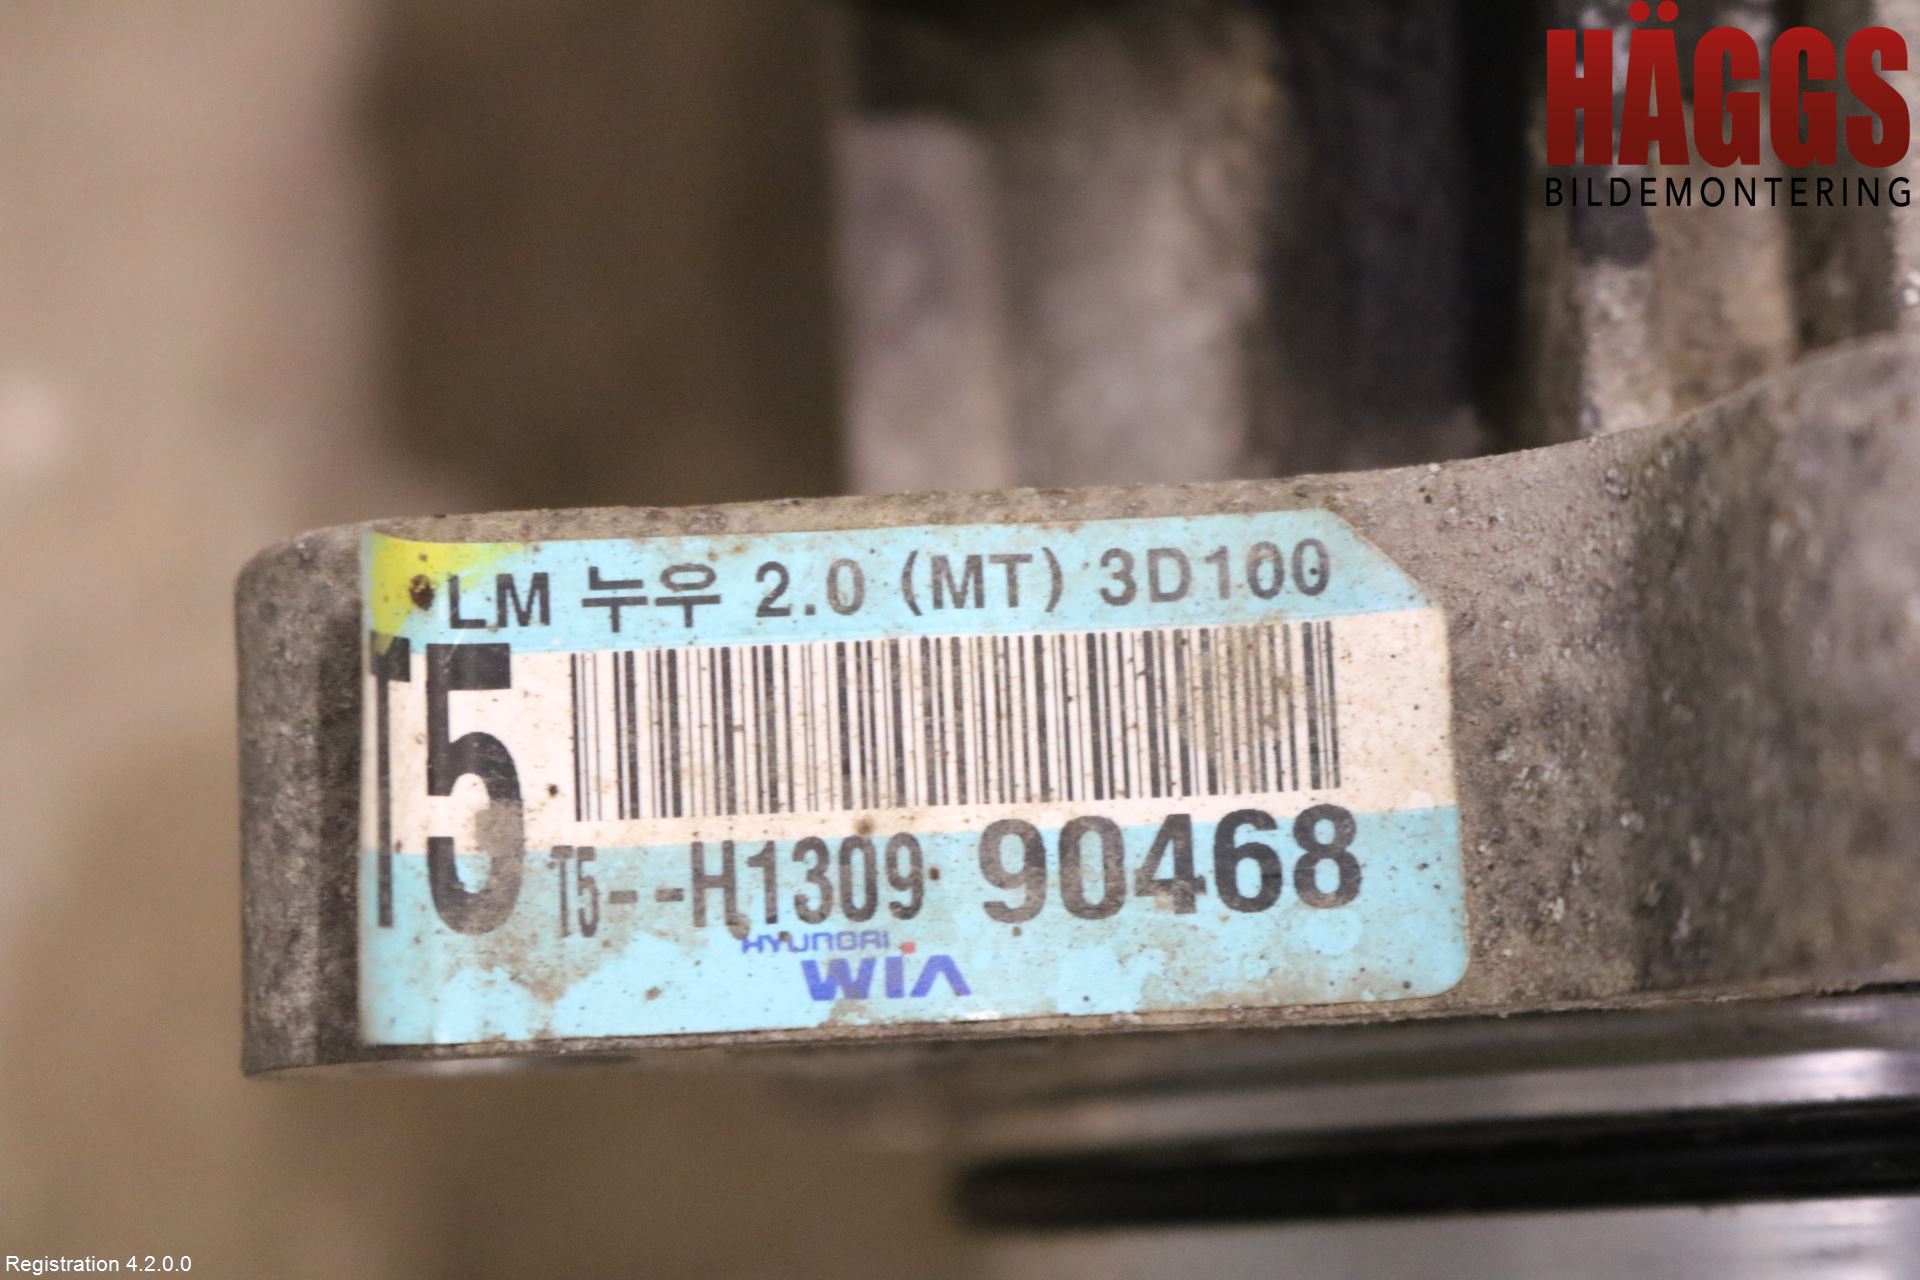 HÄGGS
BILDEMONTERING
LM 누우 2.0 (MT) 3D100
T5
T5--H1309 90468
HYUNDAI
WIA
Registration 4.2.0.0